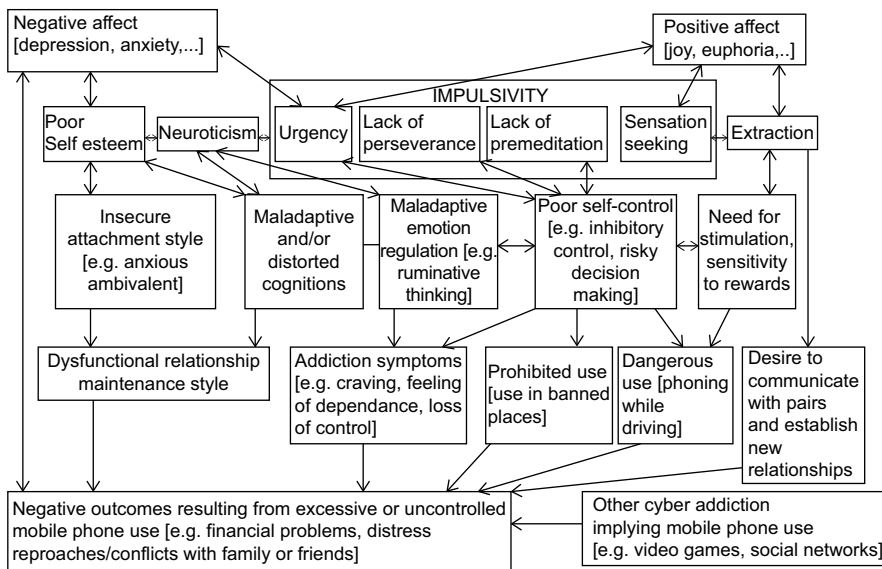 Negative affect
[depression, anxiety,...]
Positive affect
[joy, euphoria,..]
IMPULSIVITY
Poor
Self esteem
Neuroticism
Urgency
Lack of
perseverance
Lack of
premeditation
Sensation
seeking
Extraction
Insecure
attachment style
[e.g. anxious
ambivalent]
Maladaptive
and/or
distorted
cognitions
Maladaptive
emotion
regulation [e.g.
ruminative
thinking]
Poor self-control
[e.g. inhibitory
control, risky
decision
making]
Need for
stimulation,
sensitivity
to rewards
Dysfunctional relationship
maintenance style
Addiction symptoms
[e.g. craving, feeling
of dependance, loss
of control]
Prohibited use
[use in banned
places]
Dangerous
use [phoning
while
driving]
Desire to
communicate
with pairs
and establish
new
relationships
Negative outcomes resulting from excessive or uncontrolled
mobile phone use [e.g. financial problems, distress
reproaches/conflicts with family or friends]
Other cyber addiction
implying mobile phone use
[e.g. video games, social networks]